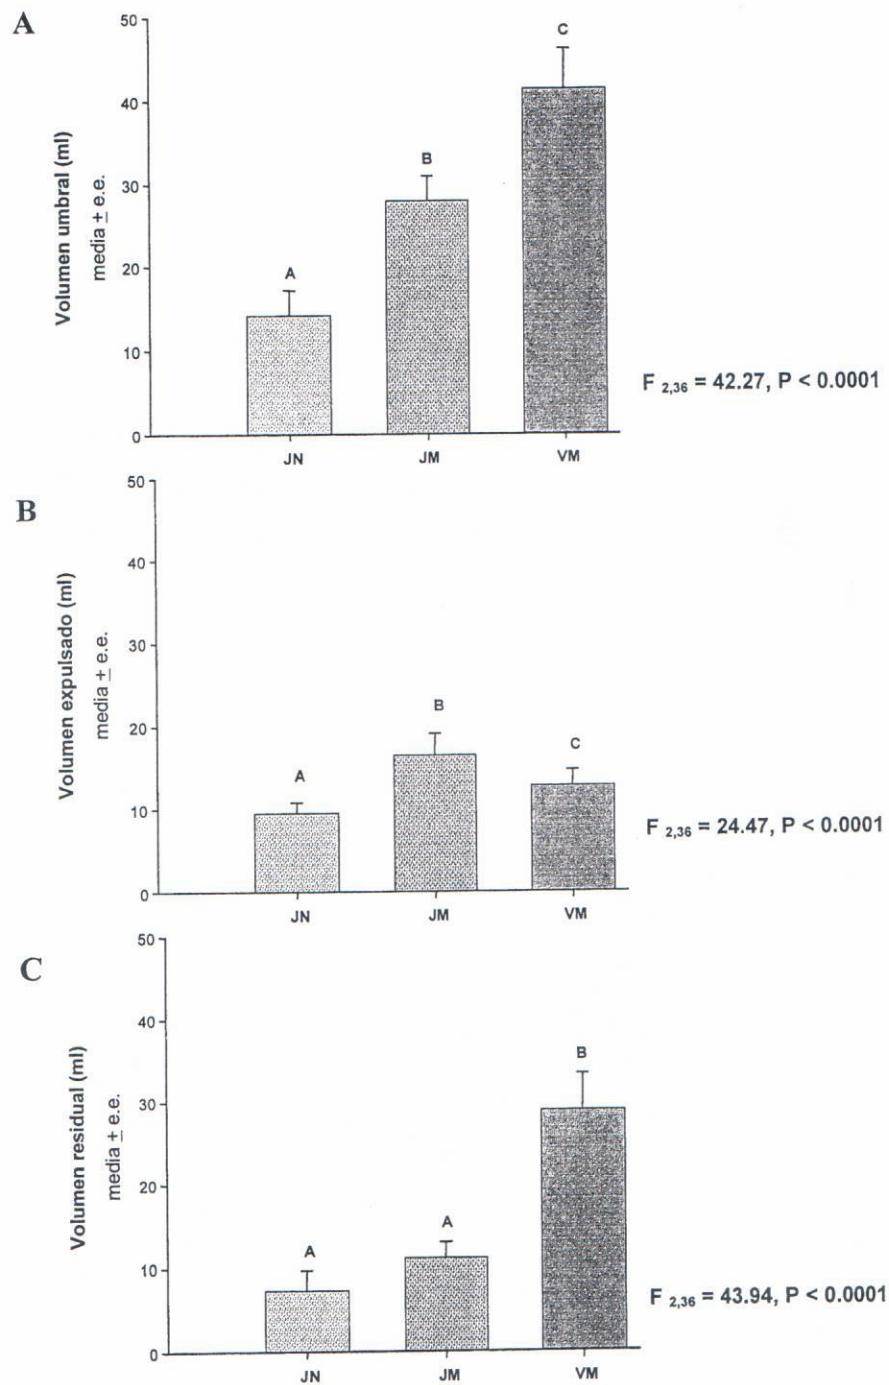 A
50
40
30
20
10
0
Volumen umbral (ml)
media ± e.e.
A
B
C
JN
JM
VM
F 2,36 = 42.27, P < 0.0001
B
50
40
30
20
10
0
Volumen expulsado (ml)
media ± e.e.
A
B
C
JN
JM
VM
F 2,36 = 24.47, P < 0.0001
C
50
40
30
20
10
0
Volumen residual (ml)
media ± e.e.
A
A
B
JN
JM
VM
F 2,36 = 43.94, P < 0.0001